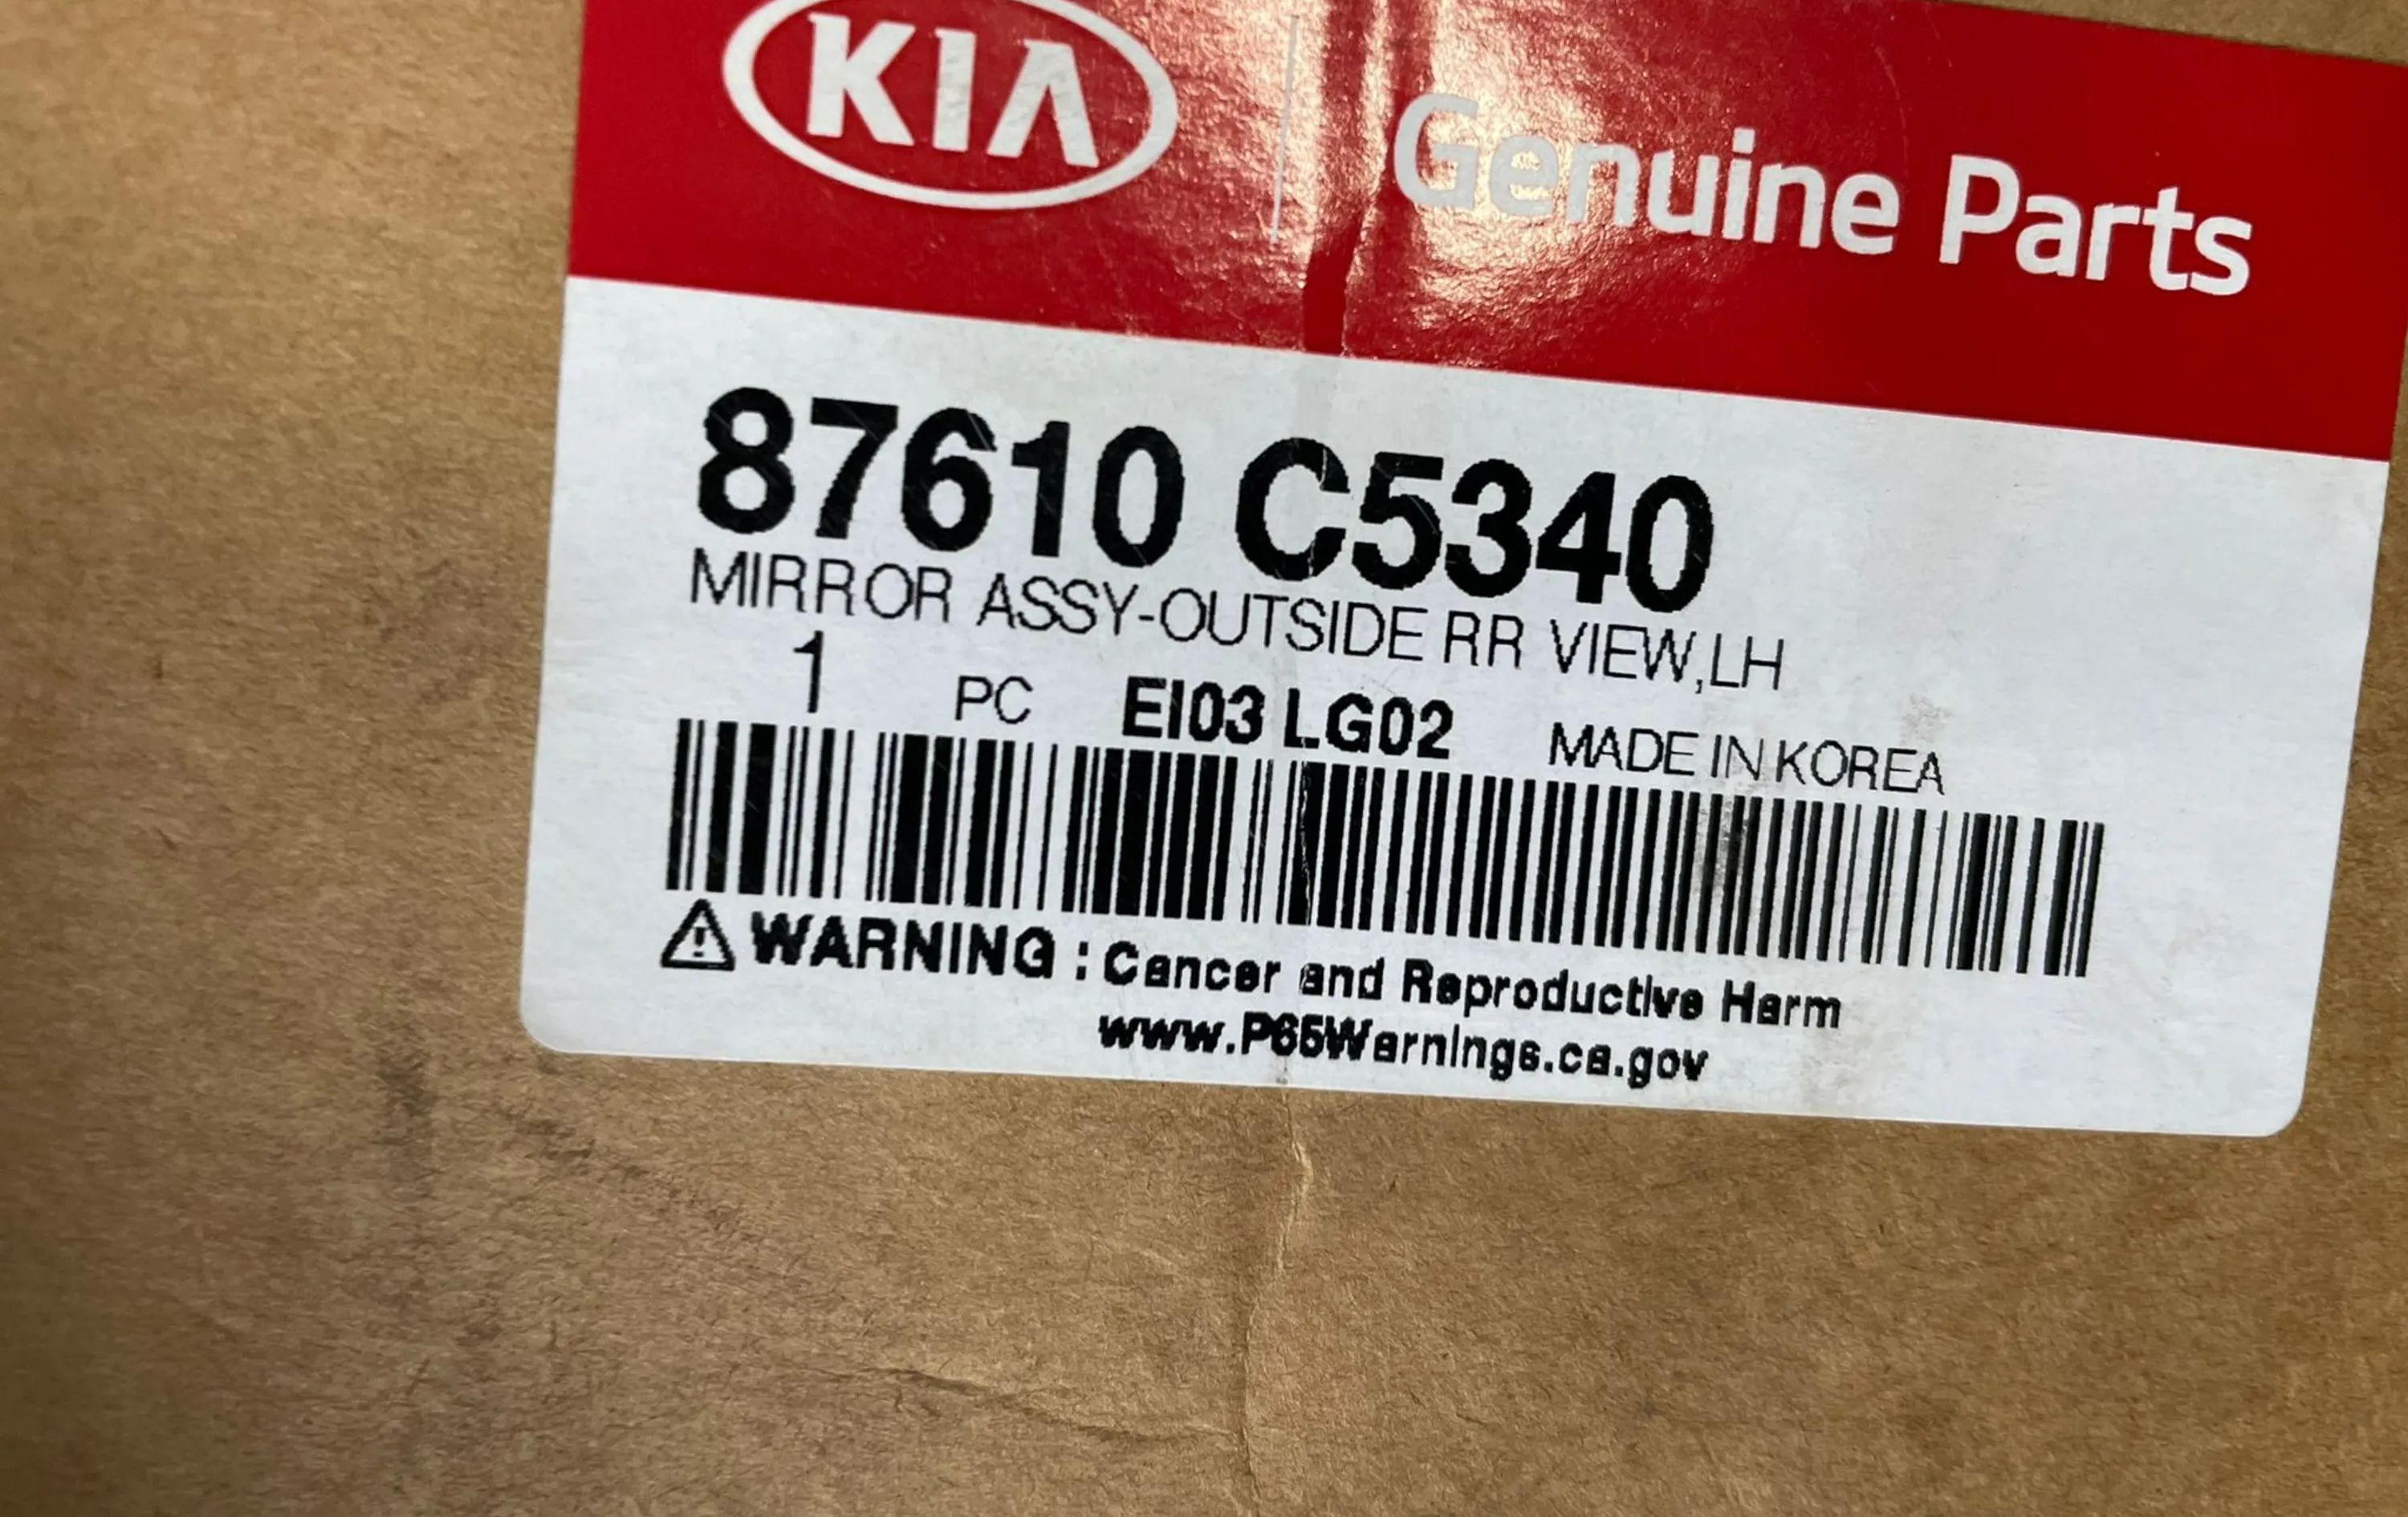 KIA Genuine Parts
87610 C5340
MIRROR ASSY-OUTSIDE RR VIEW,LH
1 PC EI03 LG02 MADE IN KOREA
⚠ WARNING : Cancer and Reproductive Harm
www.P65Warnings.ca.gov